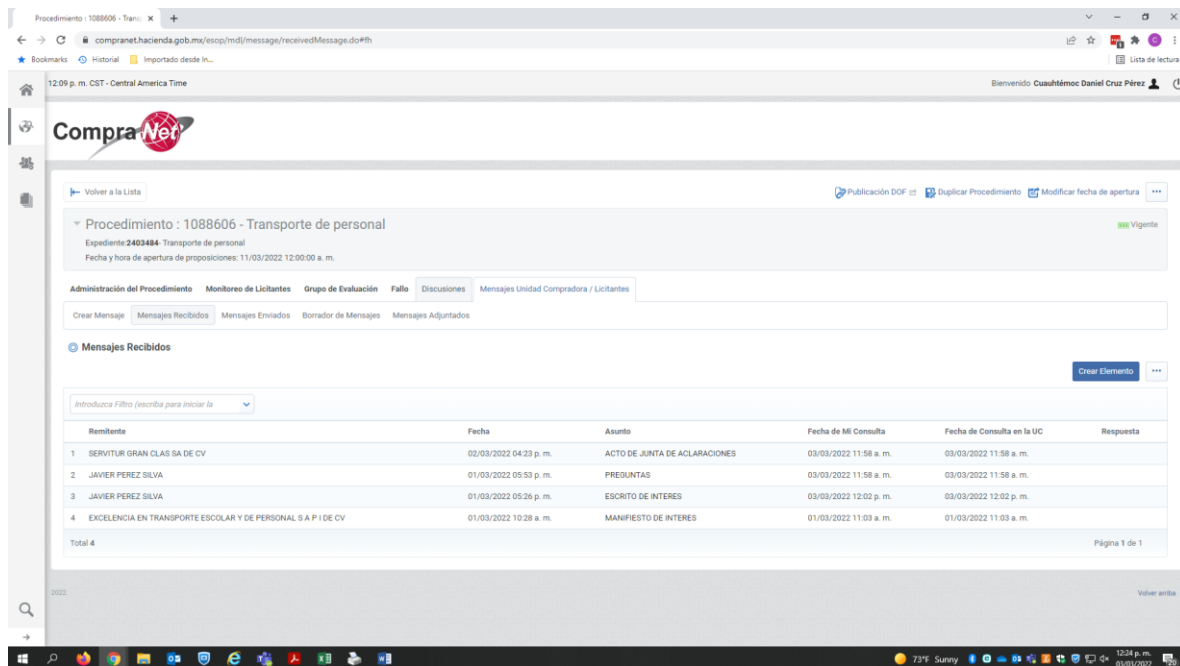 Procedimiento : 1088606 - Trans
compranet.hacienda.gob.mx/esop/mdl/message/receivedMessage.do#fh
Bookmarks Historial Importado desde In... Lista de lectura
12:09 p. m. CST - Central America Time Bienvenido Cuauhtémoc Daniel Cruz Pérez
CompraNet
Volver a la Lista Publicación DOF Duplicar Procedimiento Modificar fecha de apertura ...
Procedimiento : 1088606 - Transporte de personal Vigente
Expediente:2403484- Transporte de personal
Fecha y hora de apertura de proposiciones: 11/03/2022 12:00:00 a. m.
Administración del Procedimiento Monitoreo de Licitantes Grupo de Evaluación Fallo Discusiones Mensajes Unidad Compradora / Licitantes
Crear Mensaje Mensajes Recibidos Mensajes Enviados Borrador de Mensajes Mensajes Adjuntados
Mensajes Recibidos
Crear Elemento ...
Introduzca Filtro (escriba para iniciar la
Remitente Fecha Asunto Fecha de Mi Consulta Fecha de Consulta en la UC Respuesta
1 SERVITUR GRAN CLAS SA DE CV 02/03/2022 04:23 p. m. ACTO DE JUNTA DE ACLARACIONES 03/03/2022 11:58 a. m. 03/03/2022 11:58 a. m.
2 JAVIER PEREZ SILVA 01/03/2022 05:53 p. m. PREGUNTAS 03/03/2022 11:58 a. m. 03/03/2022 11:58 a. m.
3 JAVIER PEREZ SILVA 01/03/2022 05:26 p. m. ESCRITO DE INTERES 03/03/2022 12:02 p. m. 03/03/2022 12:02 p. m.
4 EXCELENCIA EN TRANSPORTE ESCOLAR Y DE PERSONAL S A P I DE CV 01/03/2022 10:28 a. m. MANIFIESTO DE INTERES 01/03/2022 11:03 a. m. 01/03/2022 11:03 a. m.
Total 4 Página 1 de 1
2022. Volver arriba
73°F Sunny 12:24 p. m.
03/03/2022